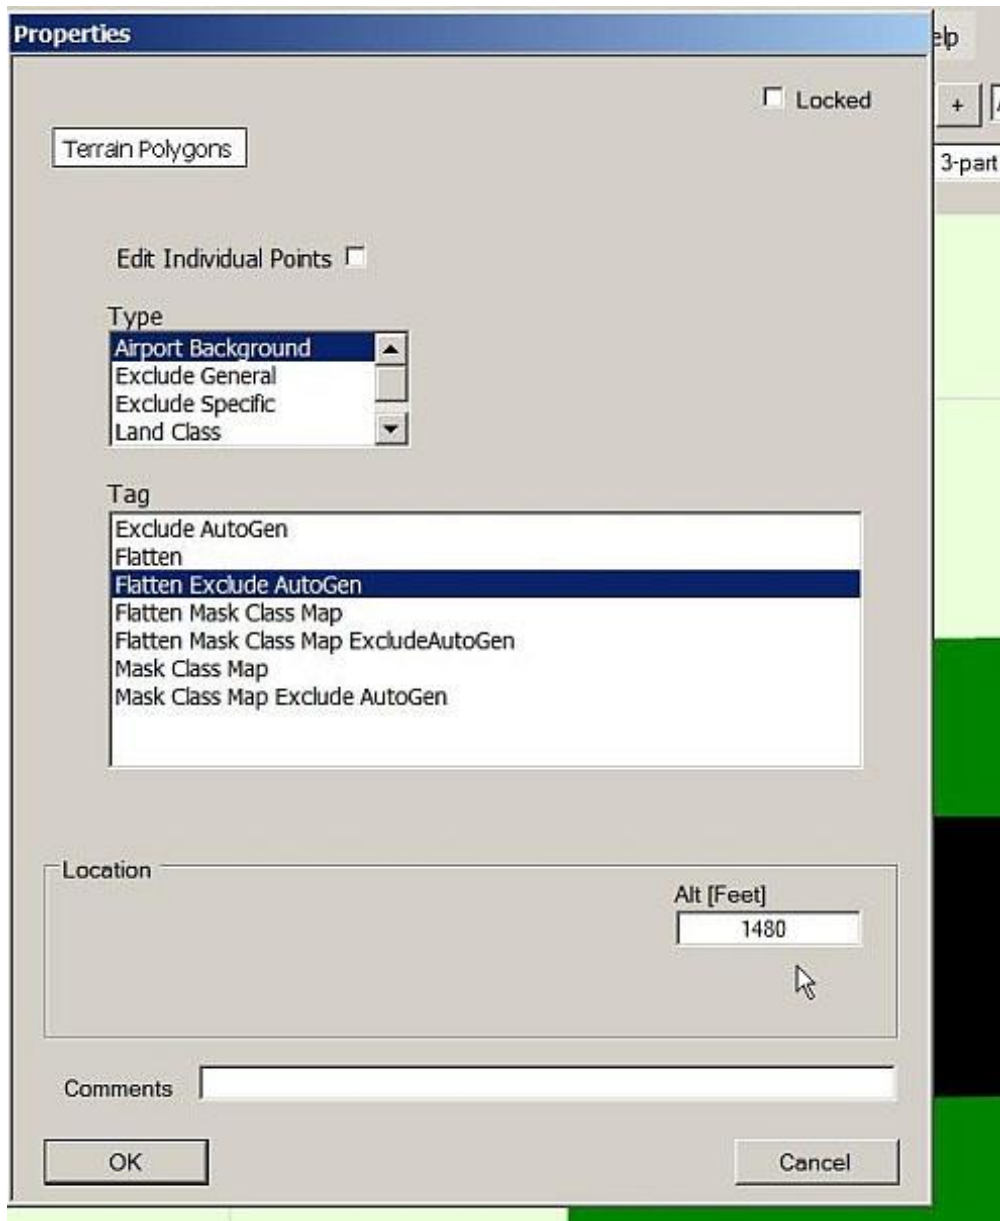 Properties
elp
Locked
+
Terrain Polygons
3-part
Edit Individual Points
Type
Airport Background
Exclude General
Exclude Specific
Land Class
Tag
Exclude AutoGen
Flatten
Flatten Exclude AutoGen
Flatten Mask Class Map
Flatten Mask Class Map ExcludeAutoGen
Mask Class Map
Mask Class Map Exclude AutoGen
Location
Alt [Feet]
1480
Comments
OK
Cancel